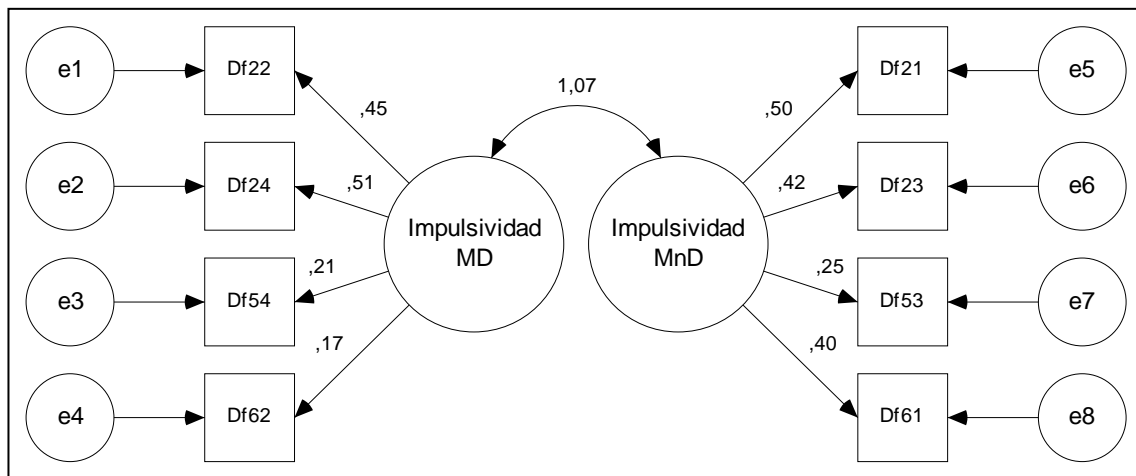 e1
Df22
,45
1,07
,50
Df21
e5
e2
Df24
,51
,42
Df23
e6
Impulsividad
MD
Impulsividad
MnD
e3
Df54
,21
,25
Df53
e7
e4
Df62
,17
,40
Df61
e8